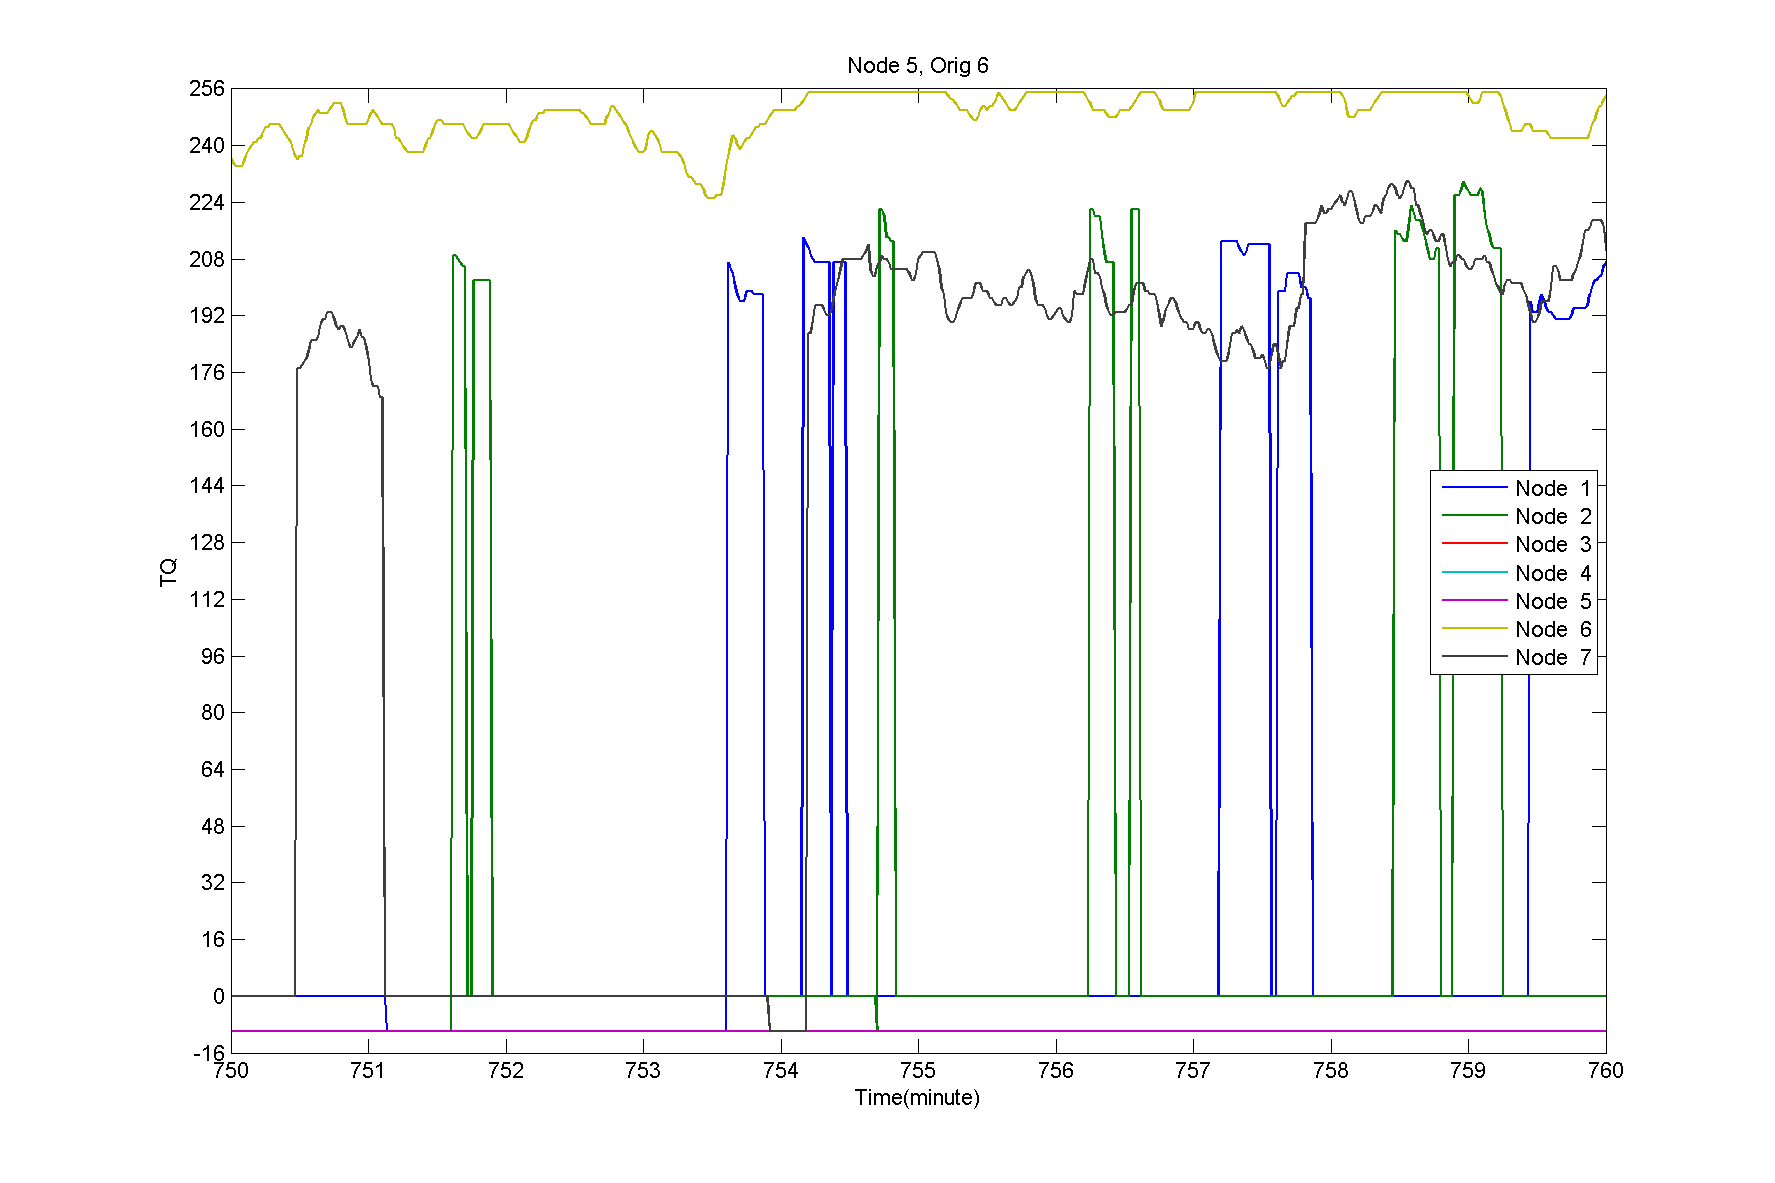 Node 5, Orig 6
256
240
224
208
192
176
160
144
128
112
96
80
64
48
32
16
0
-16
TQ
750 751 752 753 754 755 756 757 758 759 760
Time(minute)
Node 1
Node 2
Node 3
Node 4
Node 5
Node 6
Node 7